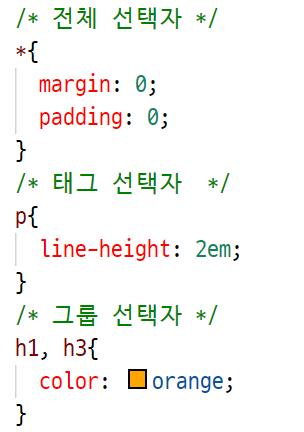 /* 전체 선택자 */
*{
margin: 0;
padding: 0;
}
/* 태그 선택자  */
p{
line-height: 2em;
}
/* 그룹 선택자 */
h1, h3{
color: orange;
}